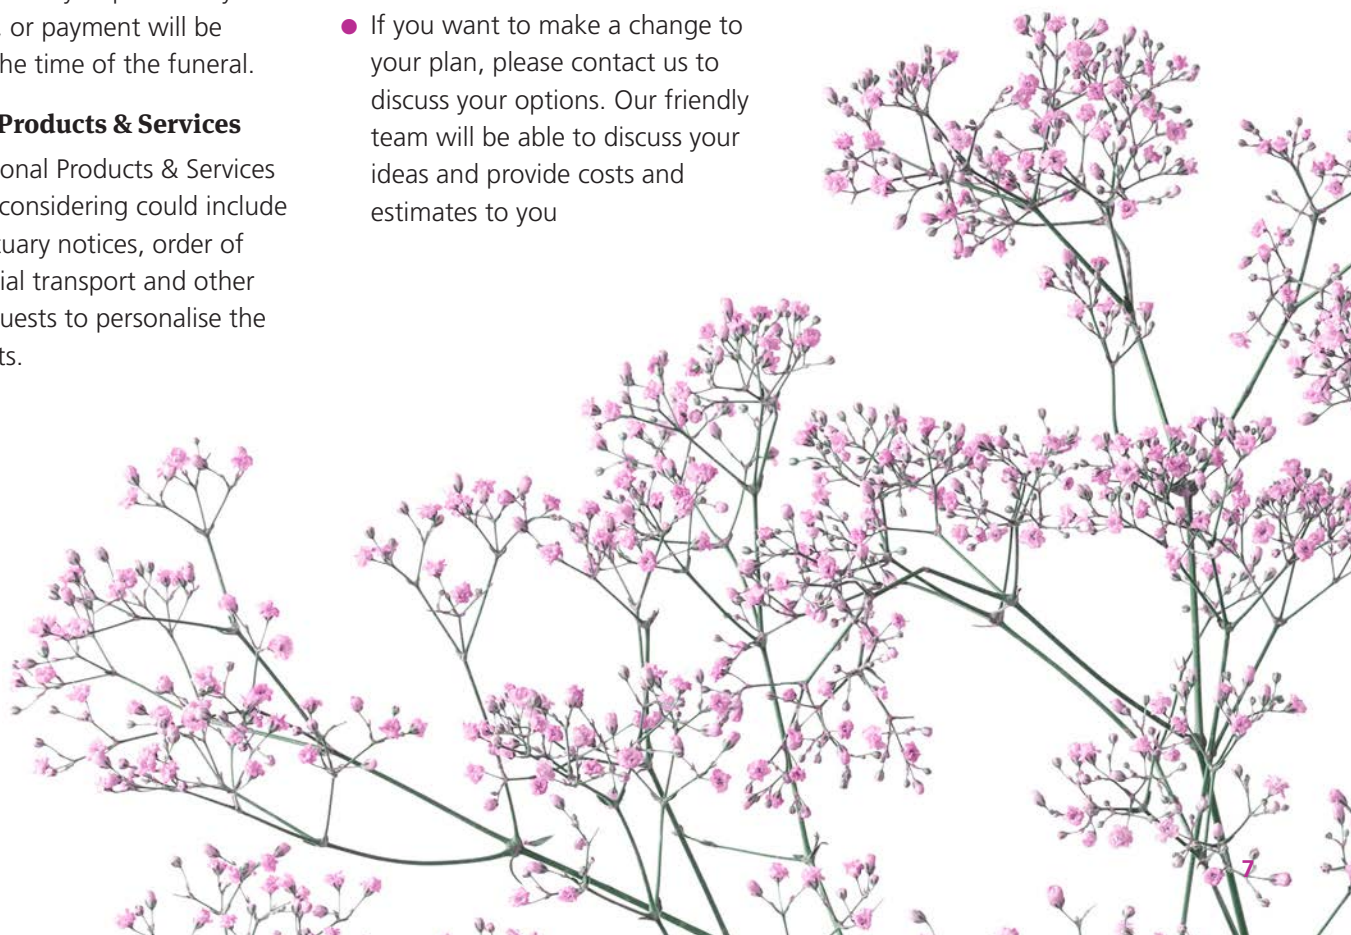 or payment will be
he time of the funeral.
Products & Services
onal Products & Services
considering could include
uary notices, order of
ial transport and other
uests to personalise the
ts.
● If you want to make a change to
your plan, please contact us to
discuss your options. Our friendly
team will be able to discuss your
ideas and provide costs and
estimates to you
7